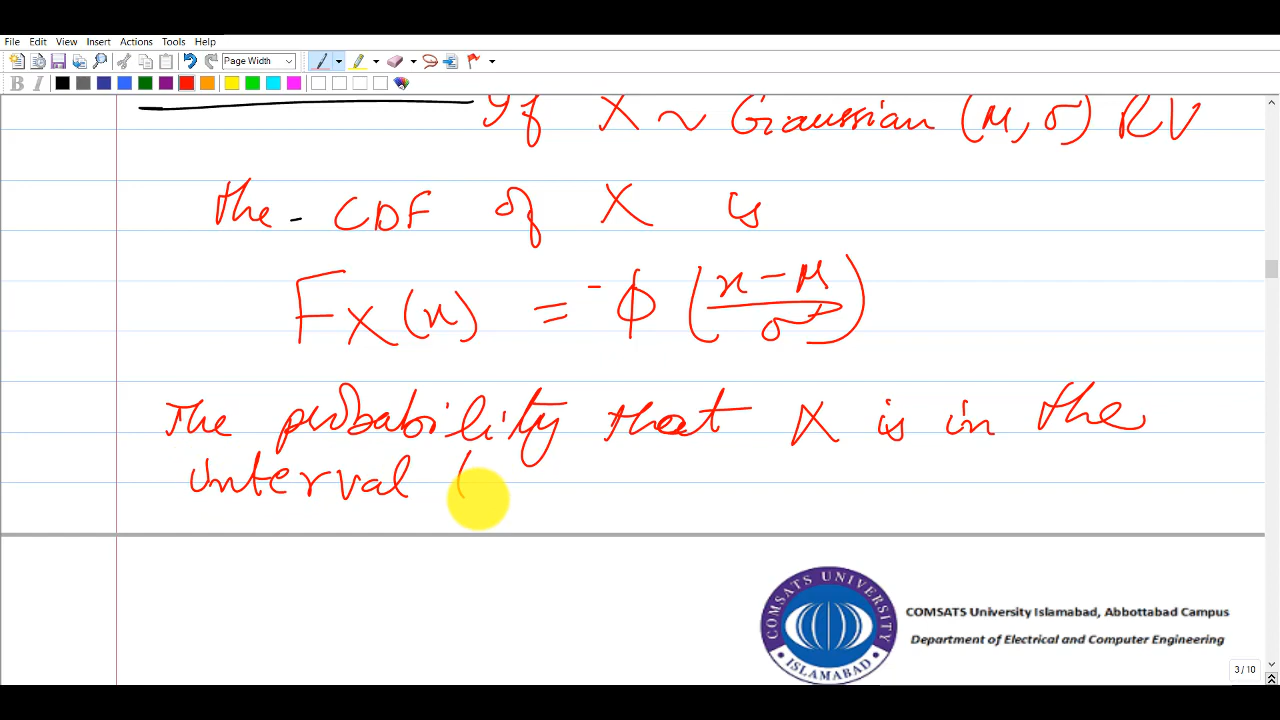 File Edit View Insert Actions Tools Help
Page Width
B I
If X ~ Gaussian (μ, σ) RV
the CDF of X is
FX(x) = Φ (x-μ/σ)
The probability that X is in the
interval (
COMSATS UNIVERSITY
ISLAMABAD
COMSATS University Islamabad, Abbottabad Campus
Department of Electrical and Computer Engineering
3 / 10